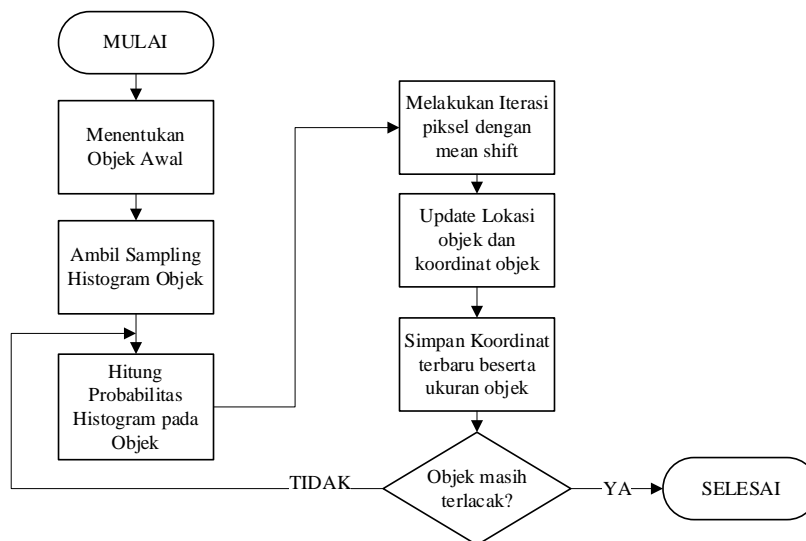 MULAI
Menentukan
Objek Awal
Ambil Sampling
Histogram Objek
Hitung
Probabilitas
Histogram pada
Objek
Melakukan Iterasi
piksel dengan
mean shift
Update Lokasi
objek dan
koordinat objek
Simpan Koordinat
terbaru beserta
ukuran objek
Objek masih
terlacak?
TIDAK
YA
SELESAI